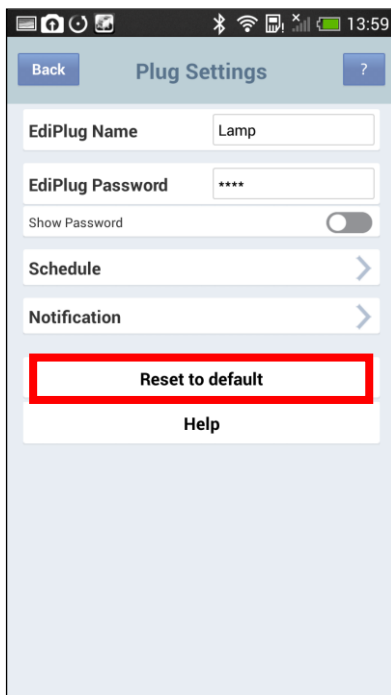 13:59
Back
Plug Settings
?
EdiPlug Name
Lamp
EdiPlug Password
****
Show Password
Schedule
Notification
Reset to default
Help